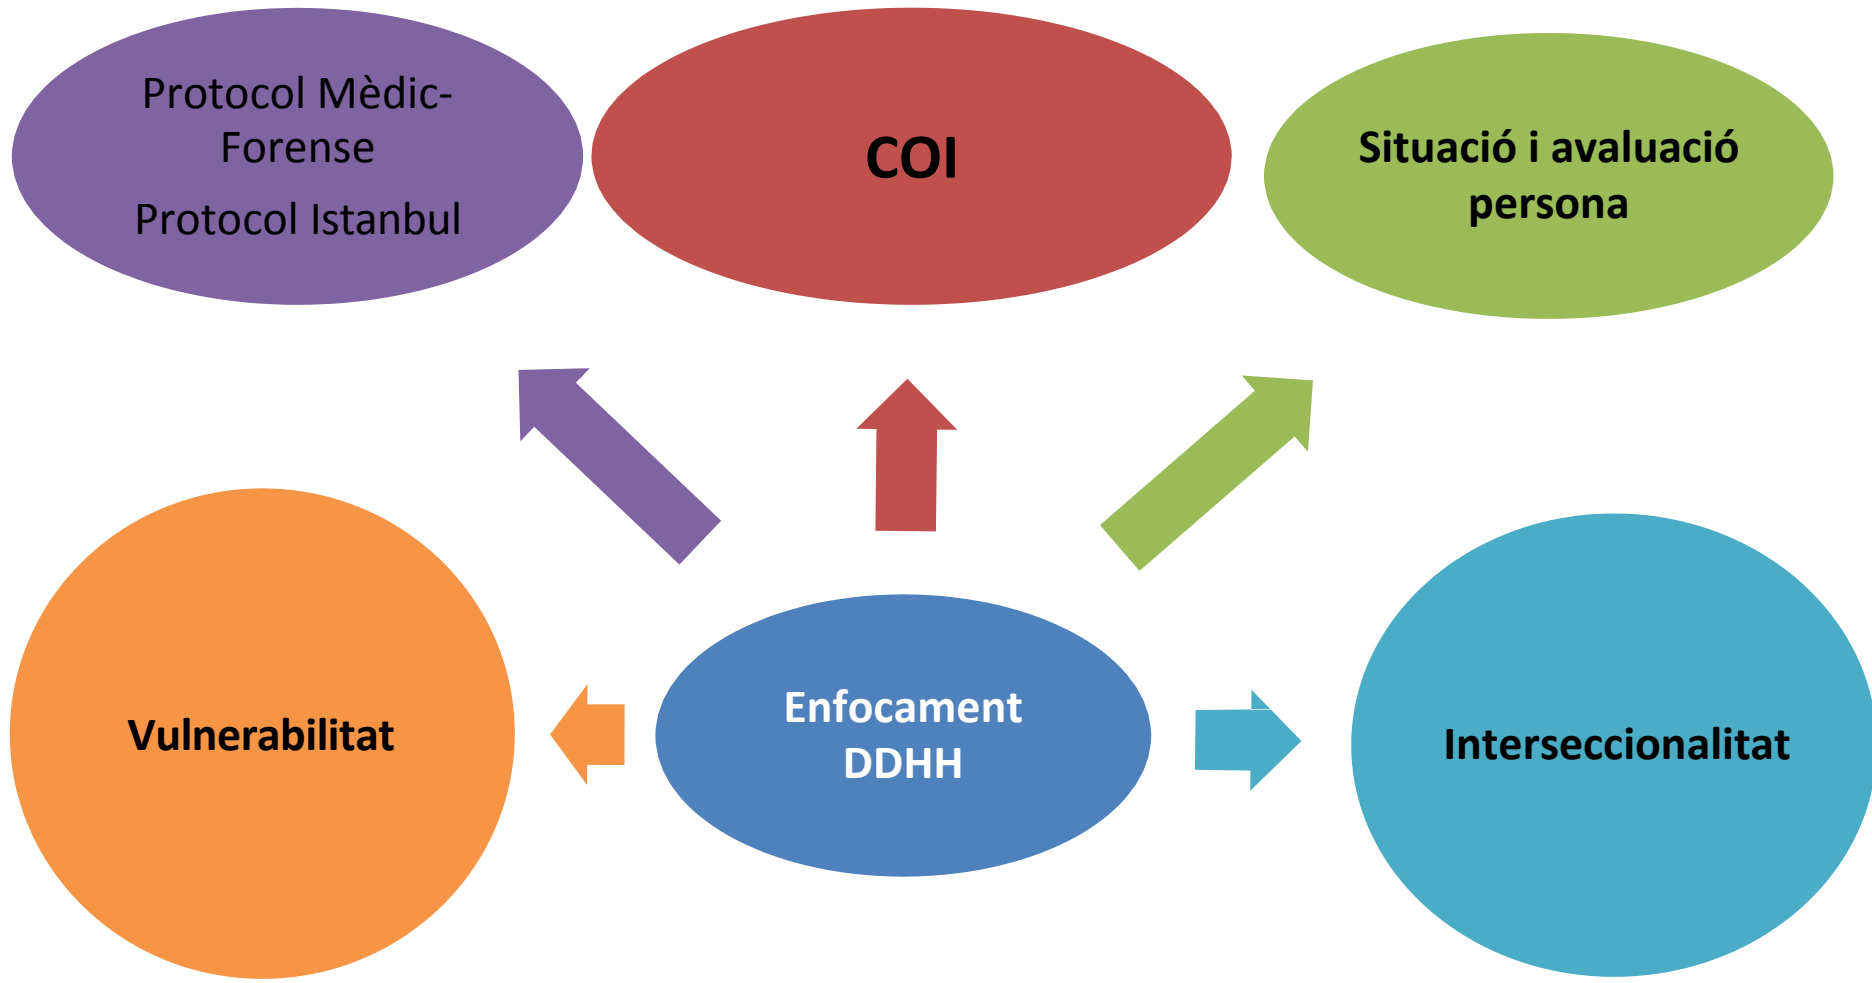 Protocol Mèdic-
Forense
Protocol Istanbul
COI
Situació i avaluació
persona
Vulnerabilitat
Enfocament
DDHH
Interseccionalitat